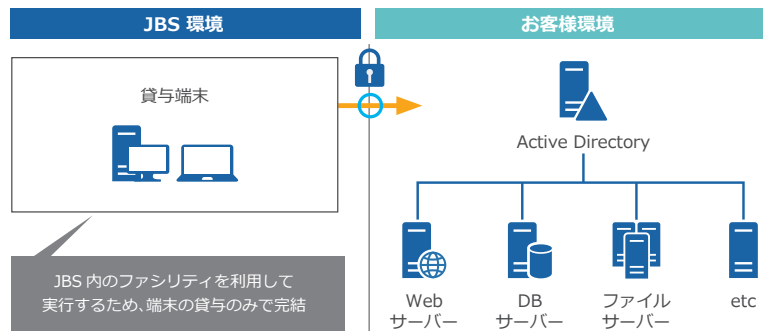 JBS 環境
お客様環境
貸与端末
Active Directory
JBS 内のファシリティを利用して
実行するため、端末の貸与のみで完結
Web
サーバー
DB
サーバー
ファイル
サーバー
etc